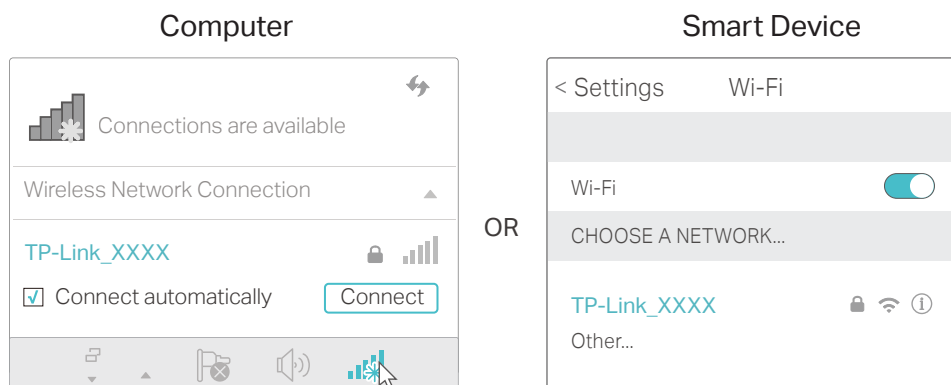 Computer
Connections are available
Wireless Network Connection
TP-Link_XXXX
Connect automatically Connect
OR
Smart Device
< Settings Wi-Fi
Wi-Fi
CHOOSE A NETWORK...
TP-Link_XXXX
Other...